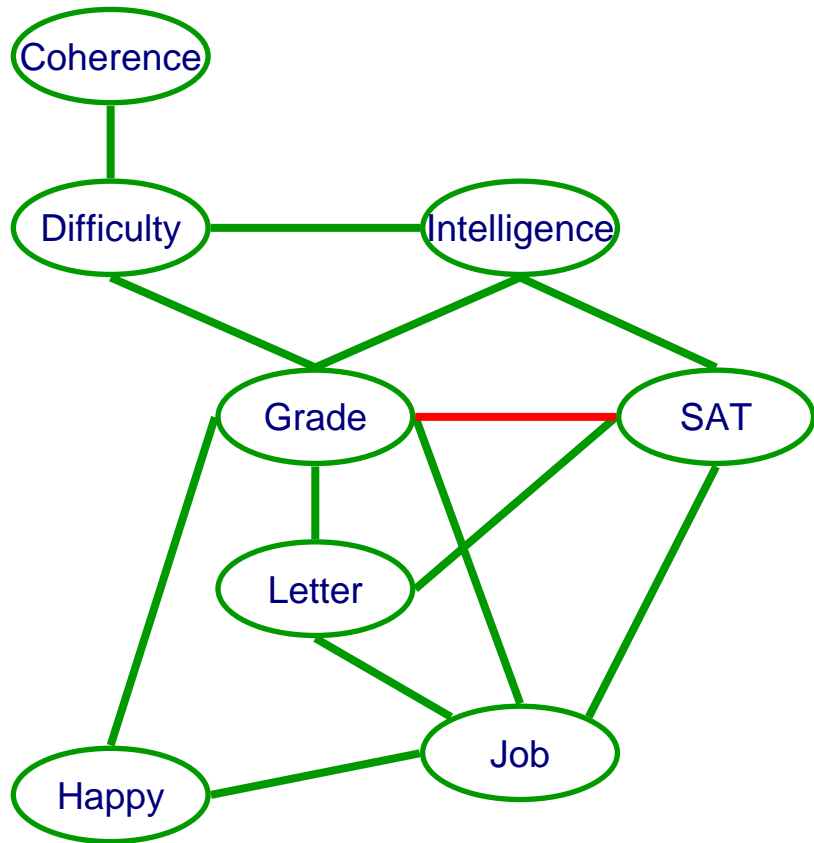 Coherence
Difficulty
Intelligence
Grade
SAT
Letter
Job
Happy